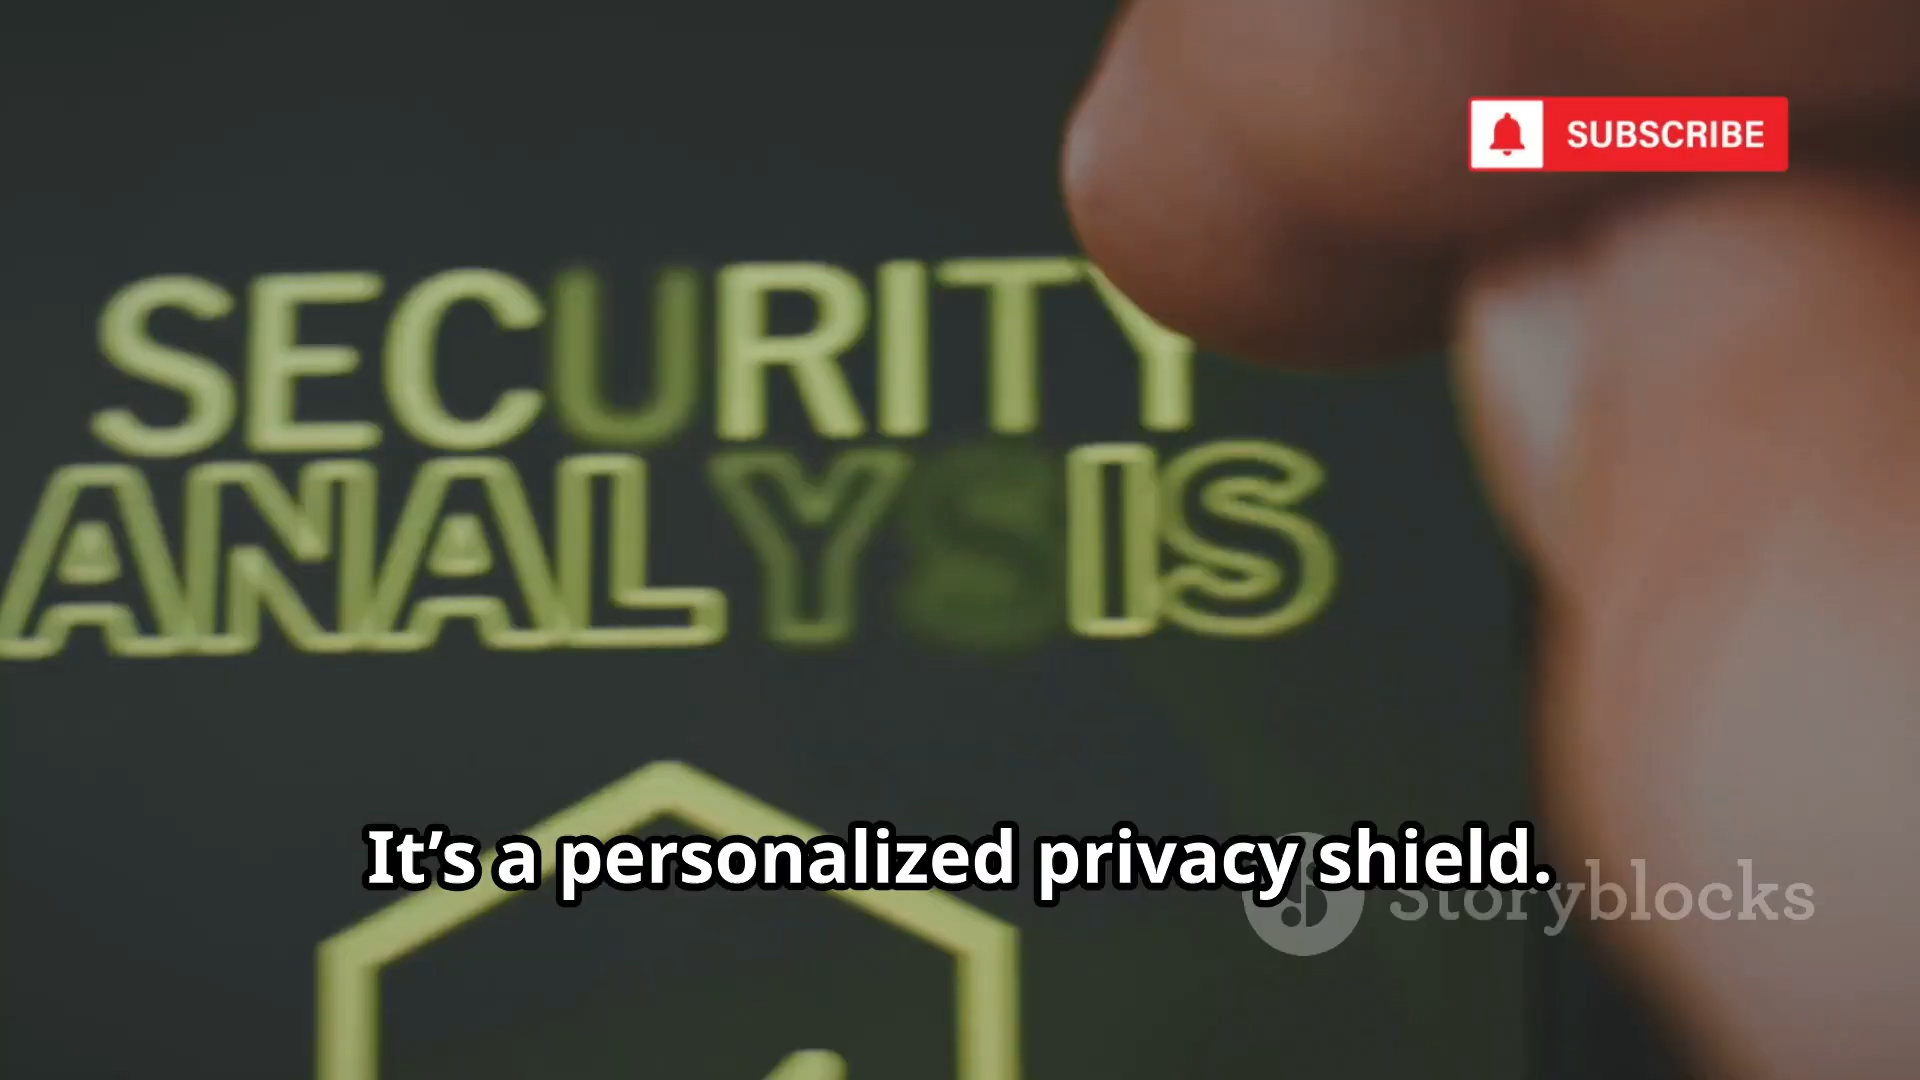 SUBSCRIBE
SECURITY
ANALYSIS
It’s a personalized privacy shield.
Storyblocks